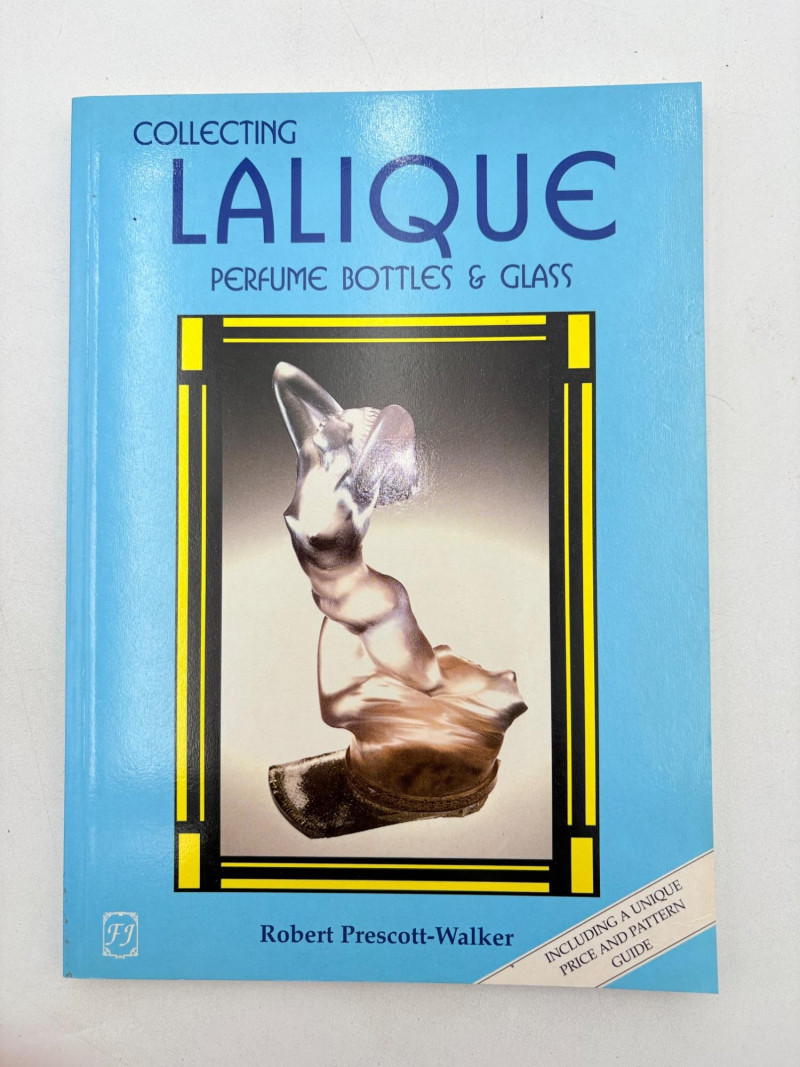 COLLECTING
LALIQUE
PERFUME BOTTLES & GLASS
Robert Prescott-Walker
INCLUDING A UNIQUE
PRICE AND PATTERN
GUIDE
FJ